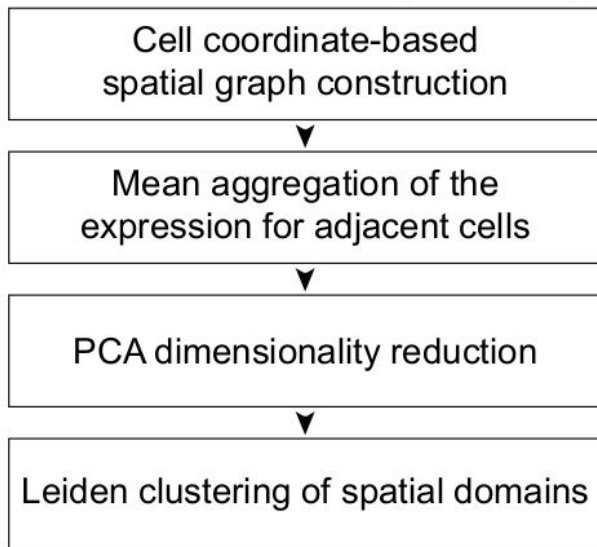 Cell coordinate-based
spatial graph construction
Mean aggregation of the
expression for adjacent cells
PCA dimensionality reduction
Leiden clustering of spatial domains